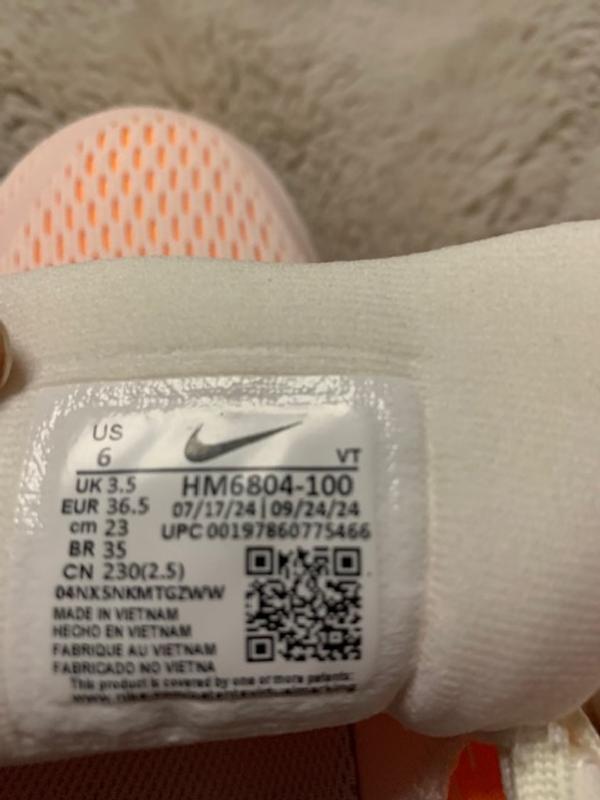 US
6
VT
UK 3.5
HM6804-100
EUR 36.5
07/17/24 | 09/24/24
cm 23
UPC 00197860775466
BR 35
CN 230(2.5)
04NXSNKMTGZWW
MADE IN VIETNAM
HECHO EN VIETNAM
FABRIQUE AU VIETNAM
FABRICADO NO VIETNA
This product is covered by one or more patents: